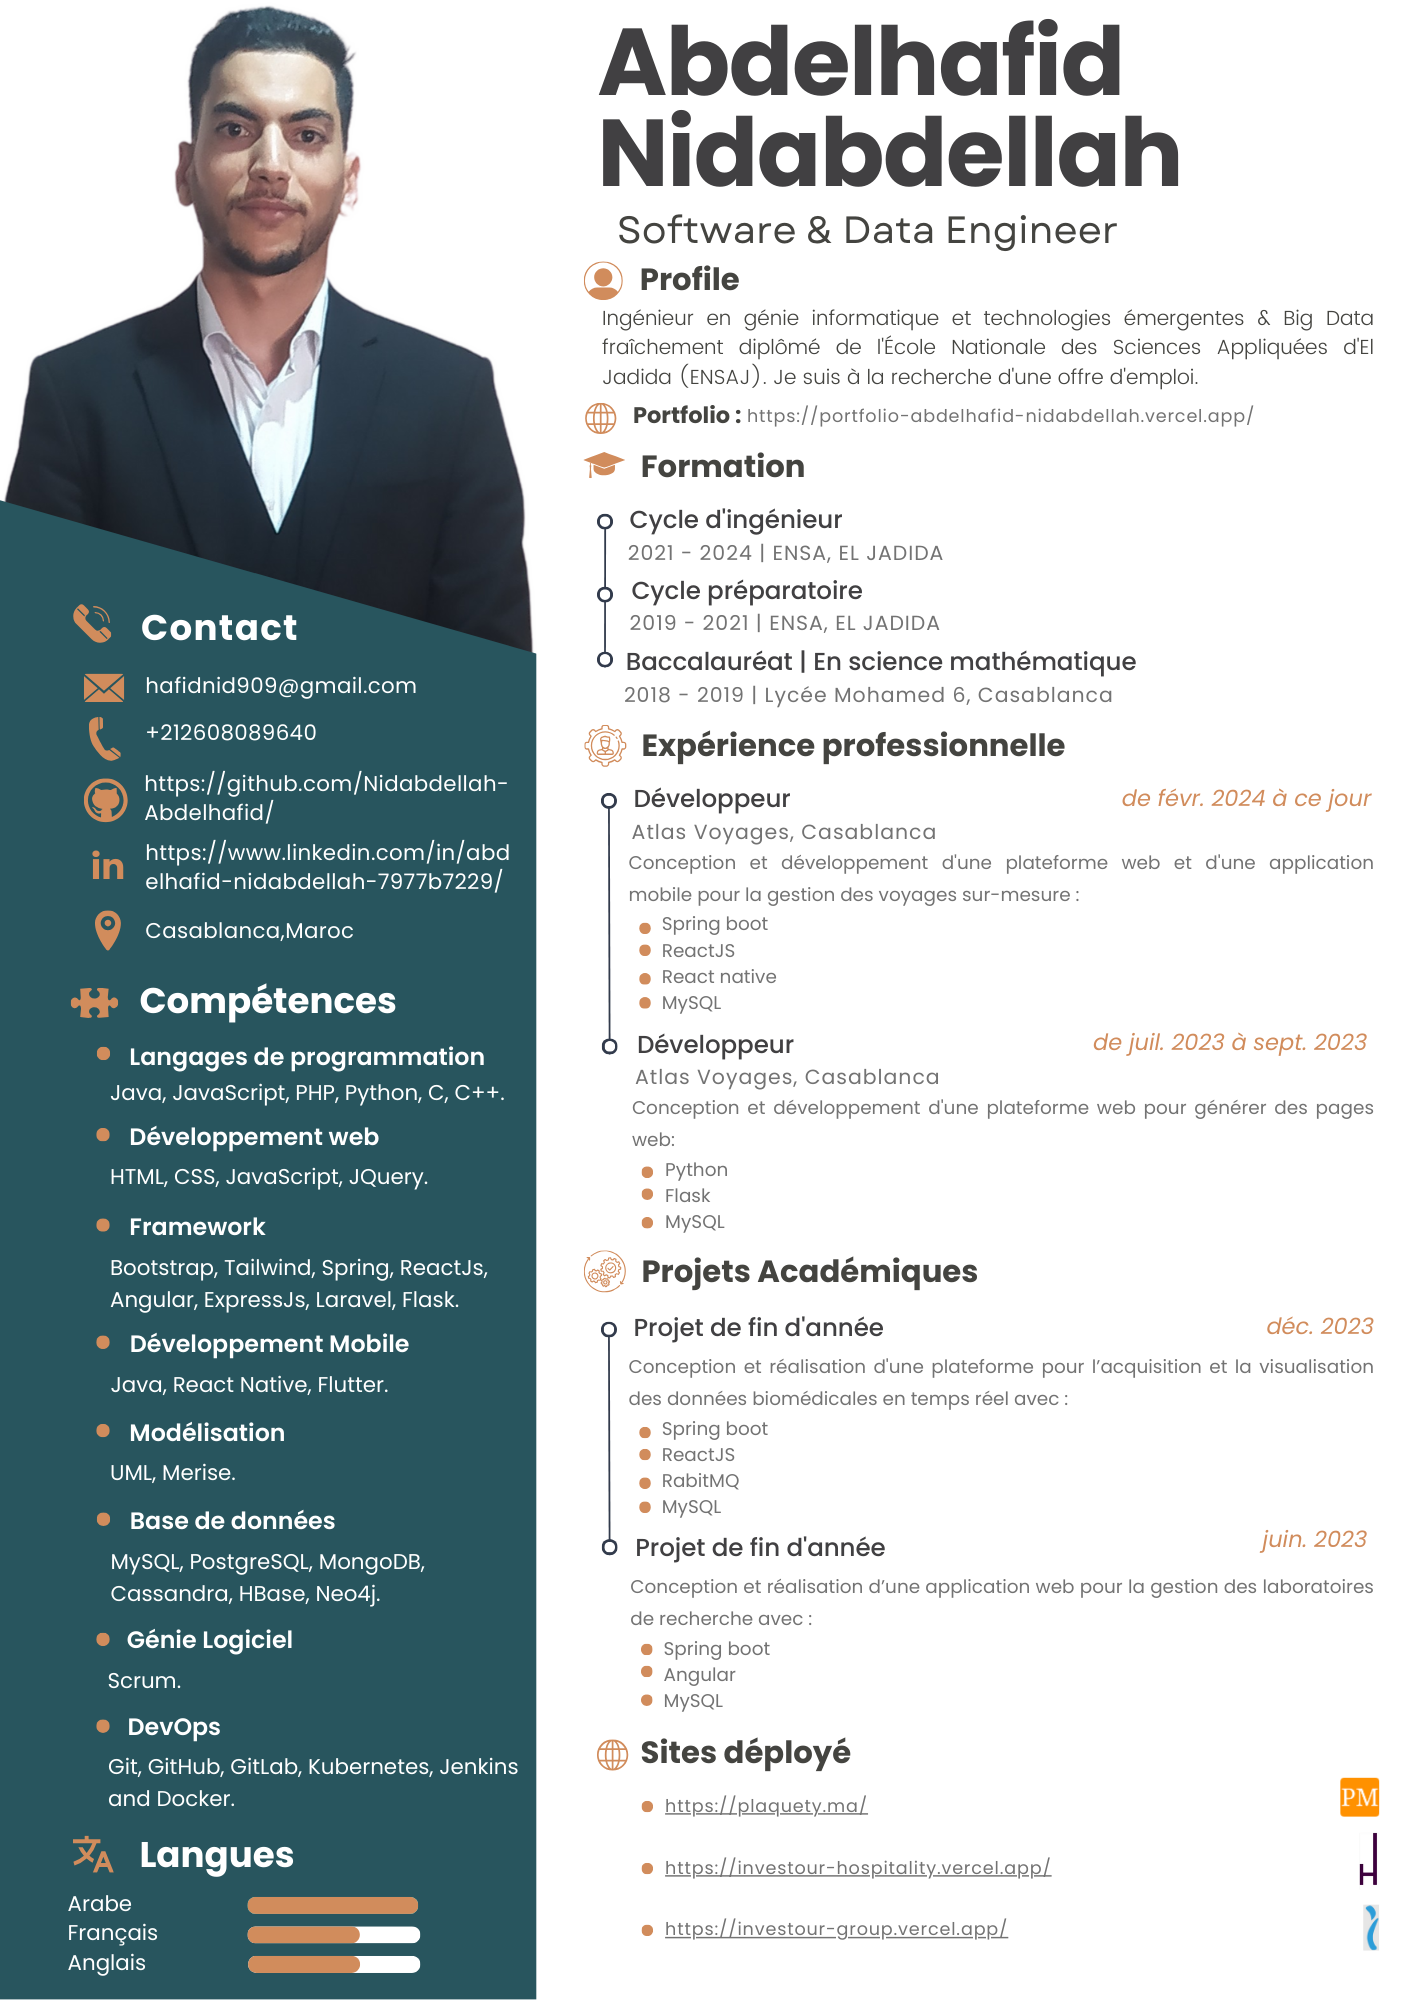 Abdelhafid
Nidabdellah
Software & Data Engineer
Profile
Ingénieur en génie informatique et technologies émergentes & Big Data
fraîchement diplômé de l'École Nationale des Sciences Appliquées d'El
Jadida (ENSAJ). Je suis à la recherche d'une offre d'emploi.
Portfolio : https://portfolio-abdelhafid-nidabdellah.vercel.app/
Formation
Cycle d'ingénieur
2021 - 2024 | ENSA, EL JADIDA
Cycle préparatoire
2019 - 2021 | ENSA, EL JADIDA
Baccalauréat | En science mathématique
2018 - 2019 | Lycée Mohamed 6, Casablanca
Expérience professionnelle
Développeur de févr. 2024 à ce jour
Atlas Voyages, Casablanca
Conception et développement d'une plateforme web et d'une application
mobile pour la gestion des voyages sur-mesure :
Spring boot
ReactJS
React native
MySQL
Développeur de juil. 2023 à sept. 2023
Atlas Voyages, Casablanca
Conception et développement d'une plateforme web pour générer des pages
web:
Python
Flask
MySQL
Projets Académiques
Projet de fin d'année déc. 2023
Conception et réalisation d'une plateforme pour l’acquisition et la visualisation
des données biomédicales en temps réel avec :
Spring boot
ReactJS
RabitMQ
MySQL
Projet de fin d'année juin. 2023
Conception et réalisation d’une application web pour la gestion des laboratoires
de recherche avec :
Spring boot
Angular
MySQL
Sites déployé
https://plaquety.ma/
PM
https://investour-hospitality.vercel.app/
https://investour-group.vercel.app/
Contact
hafidnid909@gmail.com
+212608089640
https://github.com/Nidabdellah-
Abdelhafid/
in
https://www.linkedin.com/in/abd
elhafid-nidabdellah-7977b7229/
Casablanca,Maroc
Compétences
Langages de programmation
Java, JavaScript, PHP, Python, C, C++.
Développement web
HTML, CSS, JavaScript, JQuery.
Framework
Bootstrap, Tailwind, Spring, ReactJs,
Angular, ExpressJs, Laravel, Flask.
Développement Mobile
Java, React Native, Flutter.
Modélisation
UML, Merise.
Base de données
MySQL, PostgreSQL, MongoDB,
Cassandra, HBase, Neo4j.
Génie Logiciel
Scrum.
DevOps
Git, GitHub, GitLab, Kubernetes, Jenkins
and Docker.
Langues
Arabe
Français
Anglais